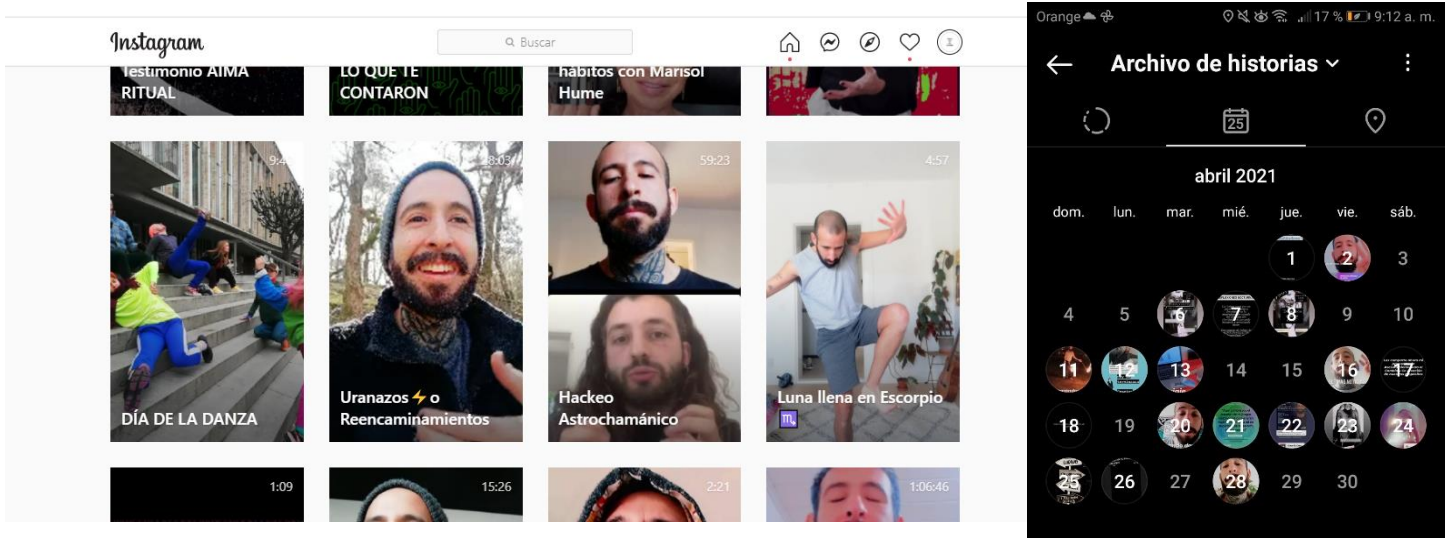 Instagram
Buscar
Testimonio AIMA
RITUAL
LO QUE TE
CONTARON
hábitos con Marisol
Hume
DÍA DE LA DANZA
8:03
Uranazos ⚡ o
Reencaminamientos
59:23
Hackeo
Astrochamánico
4:57
Luna llena en Escorpio
♏
1:09
15:26
2:21
1:06:46
Orange
17 % 9:12 a. m.
Archivo de historias
25
abril 2021
dom. lun. mar. mié. jue. vie. sáb.
1 2 3
4 5 6 7 8 9 10
11 12 13 14 15 16 17
18 19 20 21 22 23 24
25 26 27 28 29 30